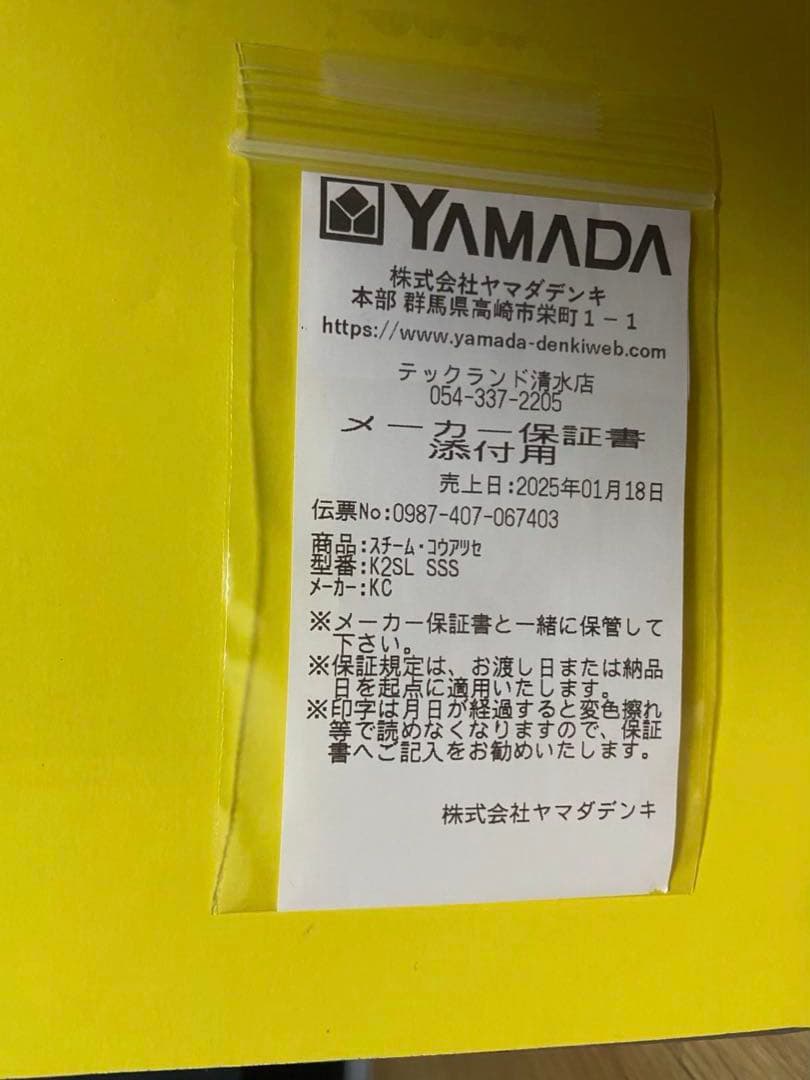 YAMADA
株式会社ヤマダデンキ
本部 群馬県高崎市栄町1-1
https://www.yamada-denkiweb.com
テックランド清水店
054-337-2205
メーカー保証書
添付用
売上日:2025年01月18日
伝票No:0987-407-067403
商品:スチーム・コウアツセ
型番:K2SL SSS
メーカー:KC
※メーカー保証書と一緒に保管して
下さい。
※保証規定は、お渡し日または納品
日を起点に適用いたします。
※印字は月日が経過すると変色擦れ
等で読めなくなりますので、保証
書へご記入をお勧めいたします。
株式会社ヤマダデンキ